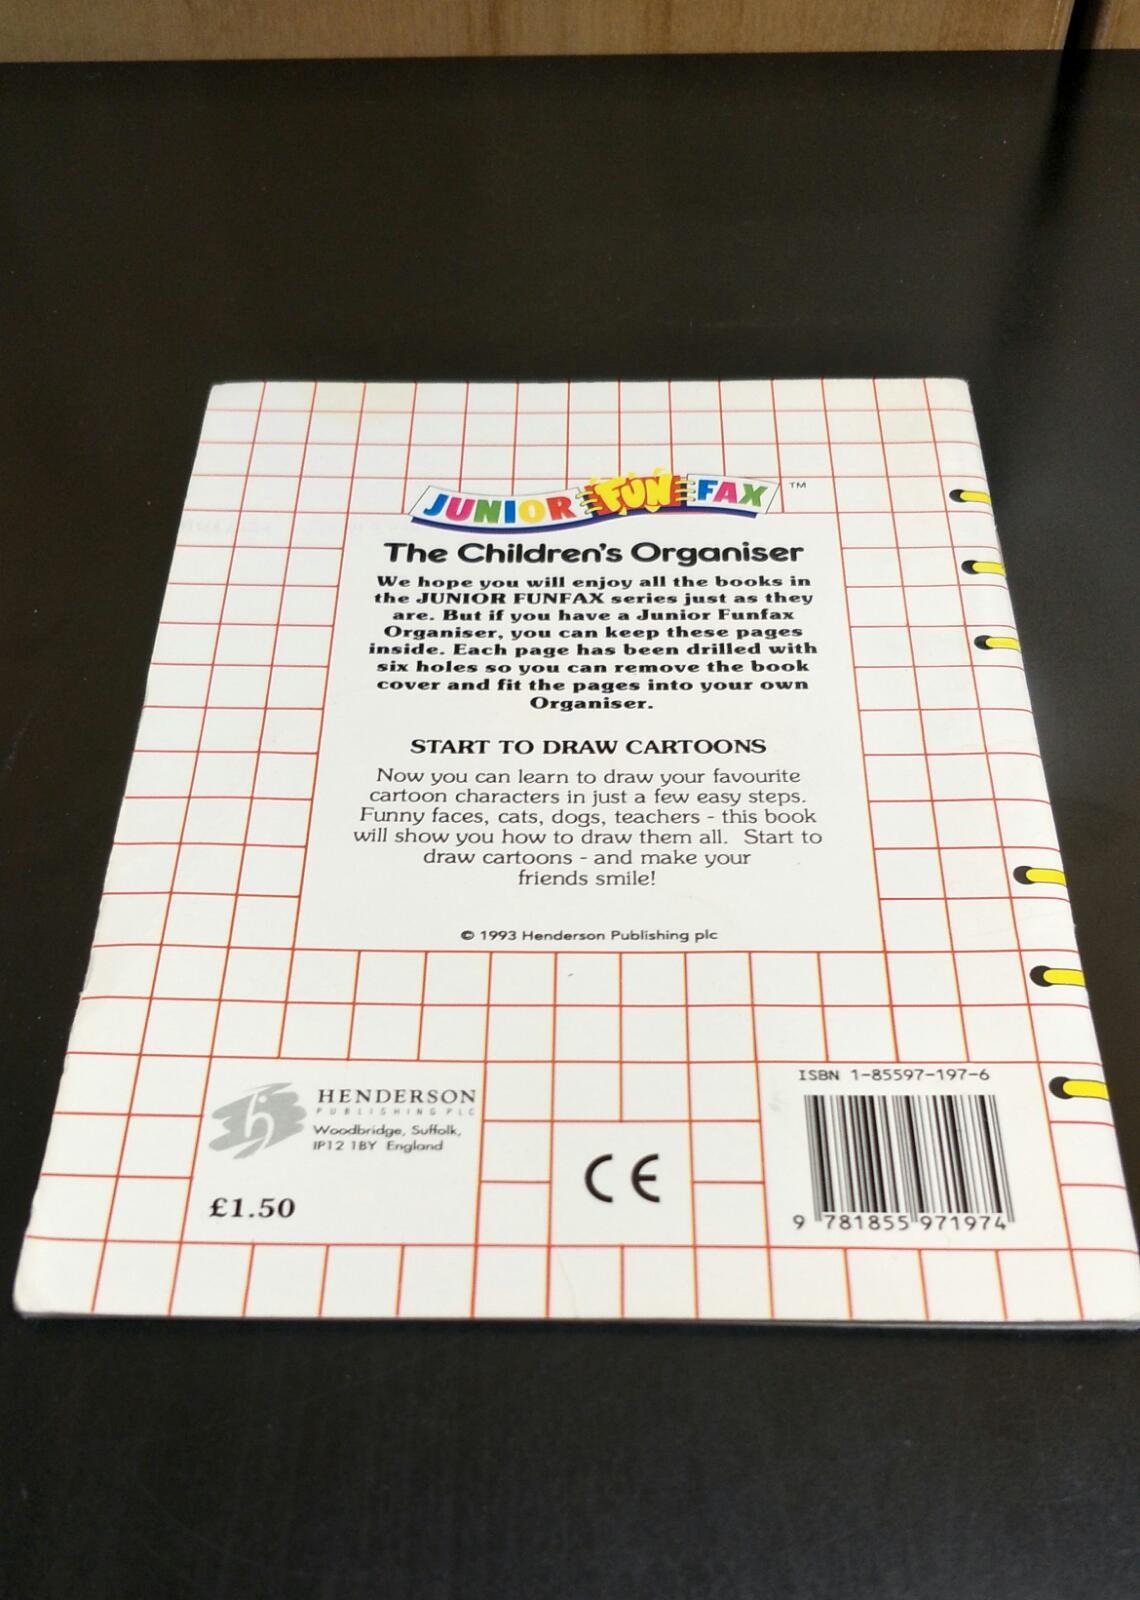 JUNIOR FUN FAX ™
The Children's Organiser
We hope you will enjoy all the books in
the JUNIOR FUNFAX series just as they
are. But if you have a Junior Funfax
Organiser, you can keep these pages
inside. Each page has been drilled with
six holes so you can remove the book
cover and fit the pages into your own
Organiser.
START TO DRAW CARTOONS
Now you can learn to draw your favourite
cartoon characters in just a few easy steps.
Funny faces, cats, dogs, teachers - this book
will show you how to draw them all. Start to
draw cartoons - and make your
friends smile!
© 1993 Henderson Publishing plc
HENDERSON
PUBLISHING PLC
Woodbridge, Suffolk,
IP12 1BY England
£1.50
CE
ISBN 1-85597-197-6
9 781855 971974